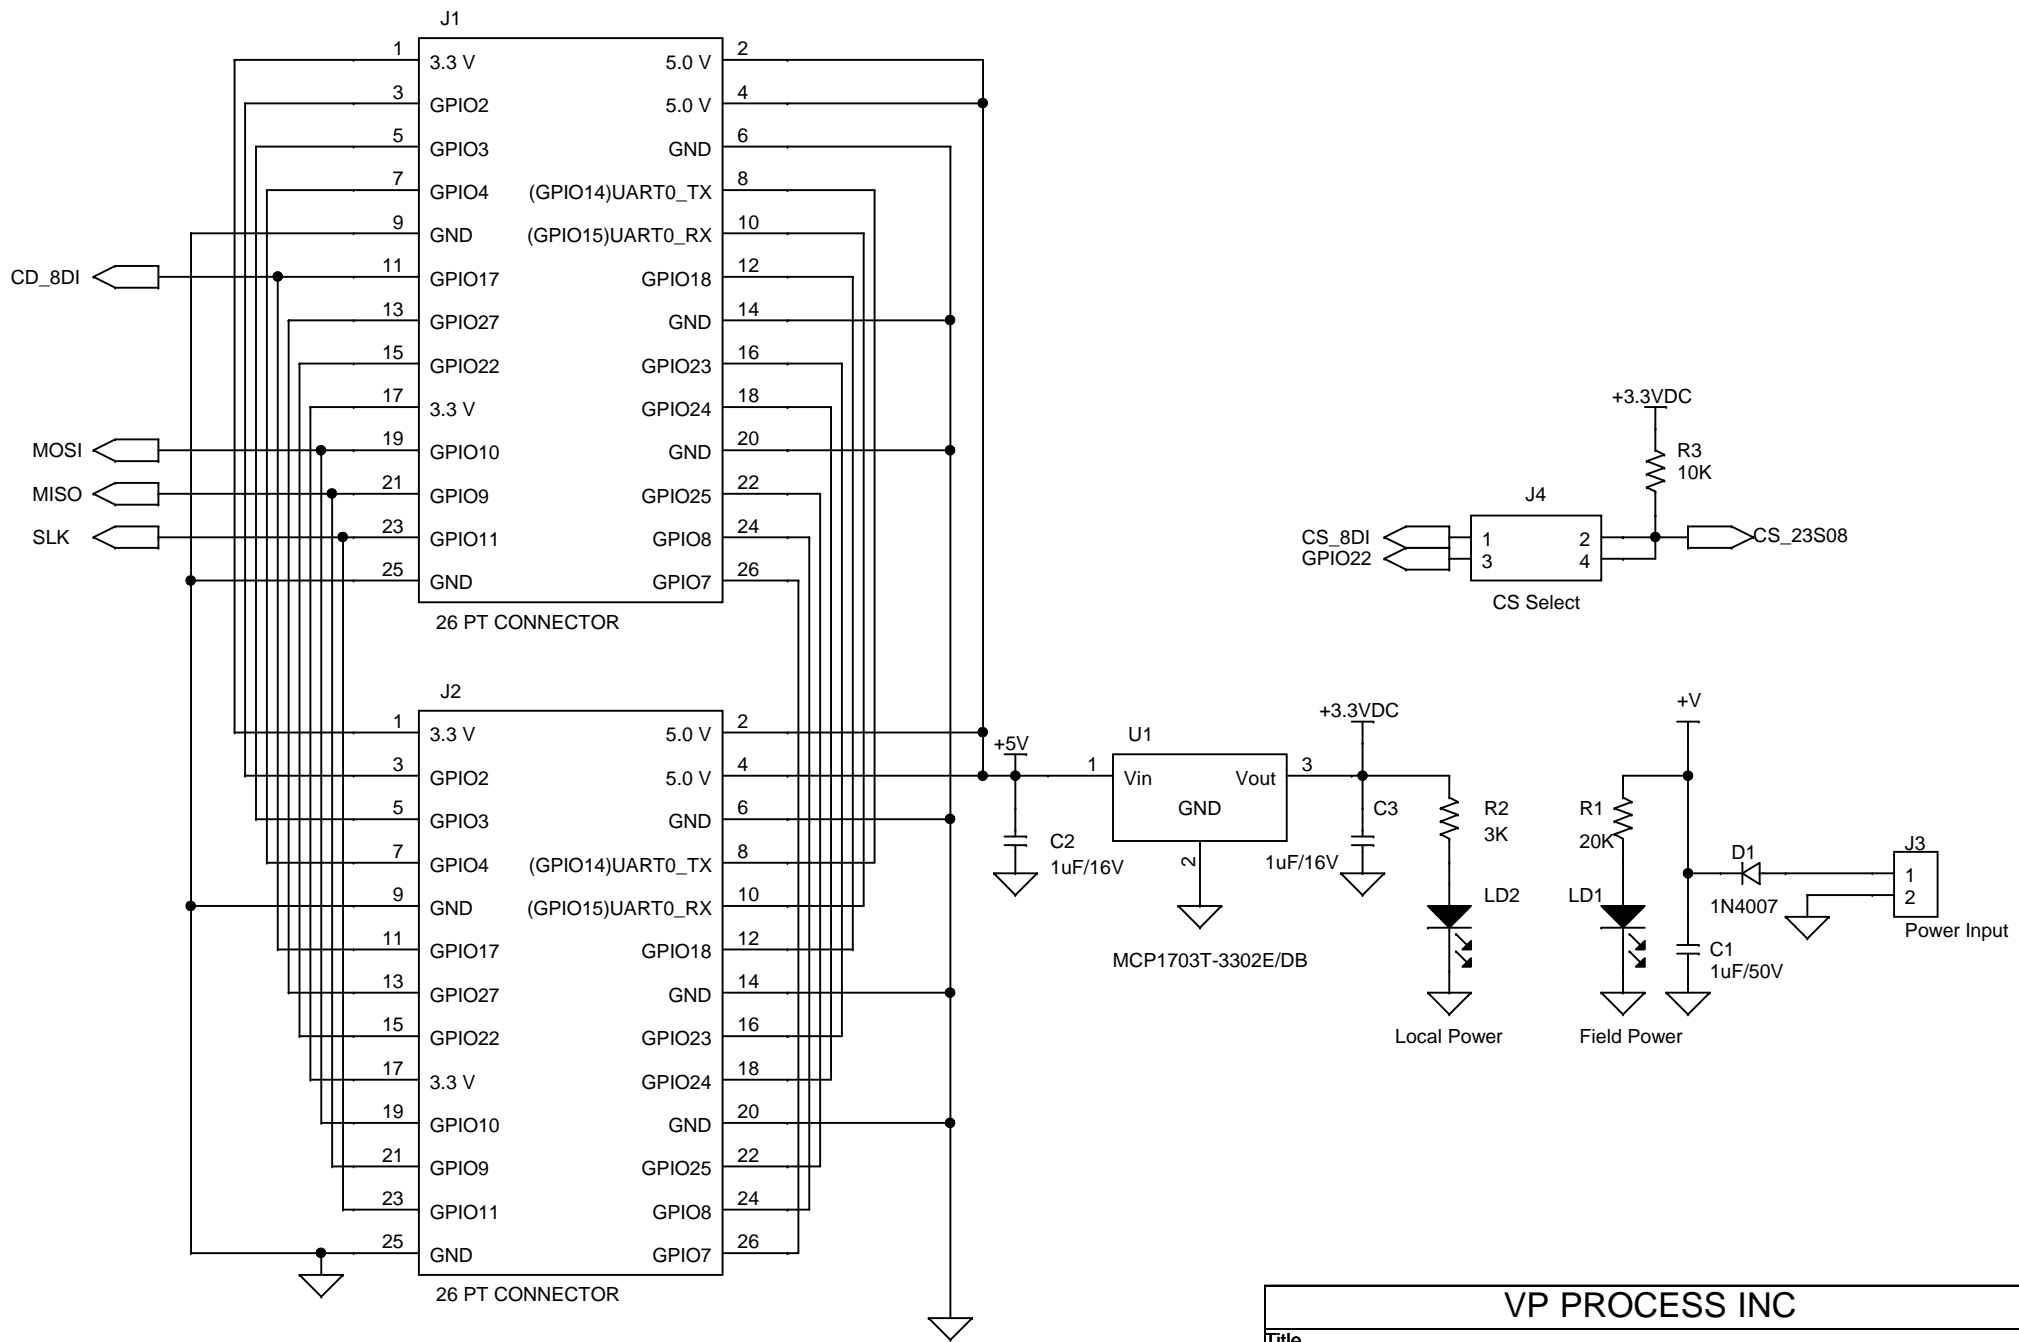 J1
1 3.3 V 5.0 V 2
3 GPIO2 5.0 V 4
5 GPIO3 GND 6
7 GPIO4 (GPIO14)UART0_TX 8
9 GND (GPIO15)UART0_RX 10
CD_8DI 11 GPIO17 GPIO18 12
13 GPIO27 GND 14
15 GPIO22 GPIO23 16
17 3.3 V GPIO24 18
MOSI 19 GPIO10 GND 20
MISO 21 GPIO9 GPIO25 22
SLK 23 GPIO11 GPIO8 24
25 GND GPIO7 26
26 PT CONNECTOR
+3.3VDC
R3
10K
J4
CS_8DI 1 2 CS_23S08
GPIO22 3 4
CS Select
J2
1 3.3 V 5.0 V 2
3 GPIO2 5.0 V 4
5 GPIO3 GND 6
7 GPIO4 (GPIO14)UART0_TX 8
9 GND (GPIO15)UART0_RX 10
11 GPIO17 GPIO18 12
13 GPIO27 GND 14
15 GPIO22 GPIO23 16
17 3.3 V GPIO24 18
19 GPIO10 GND 20
21 GPIO9 GPIO25 22
23 GPIO11 GPIO8 24
25 GND GPIO7 26
26 PT CONNECTOR
+5V
C2
1uF/16V
U1
1 Vin Vout 3
GND
2
MCP1703T-3302E/DB
+3.3VDC
C3
1uF/16V
R2
3K
LD2
Local Power
+V
R1
20K
LD1
Field Power
D1
1N4007
C1
1uF/50V
J3
1
2
Power Input
VP PROCESS INC
Title